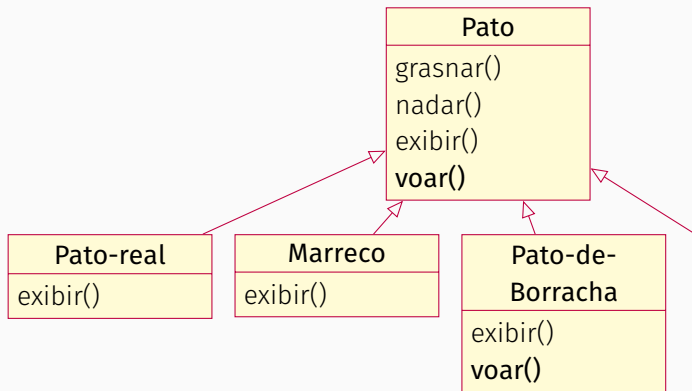 Pato
grasnar()
nadar()
exibir()
voar()
Pato-real
exibir()
Marreco
exibir()
Pato-de-
Borracha
exibir()
voar()